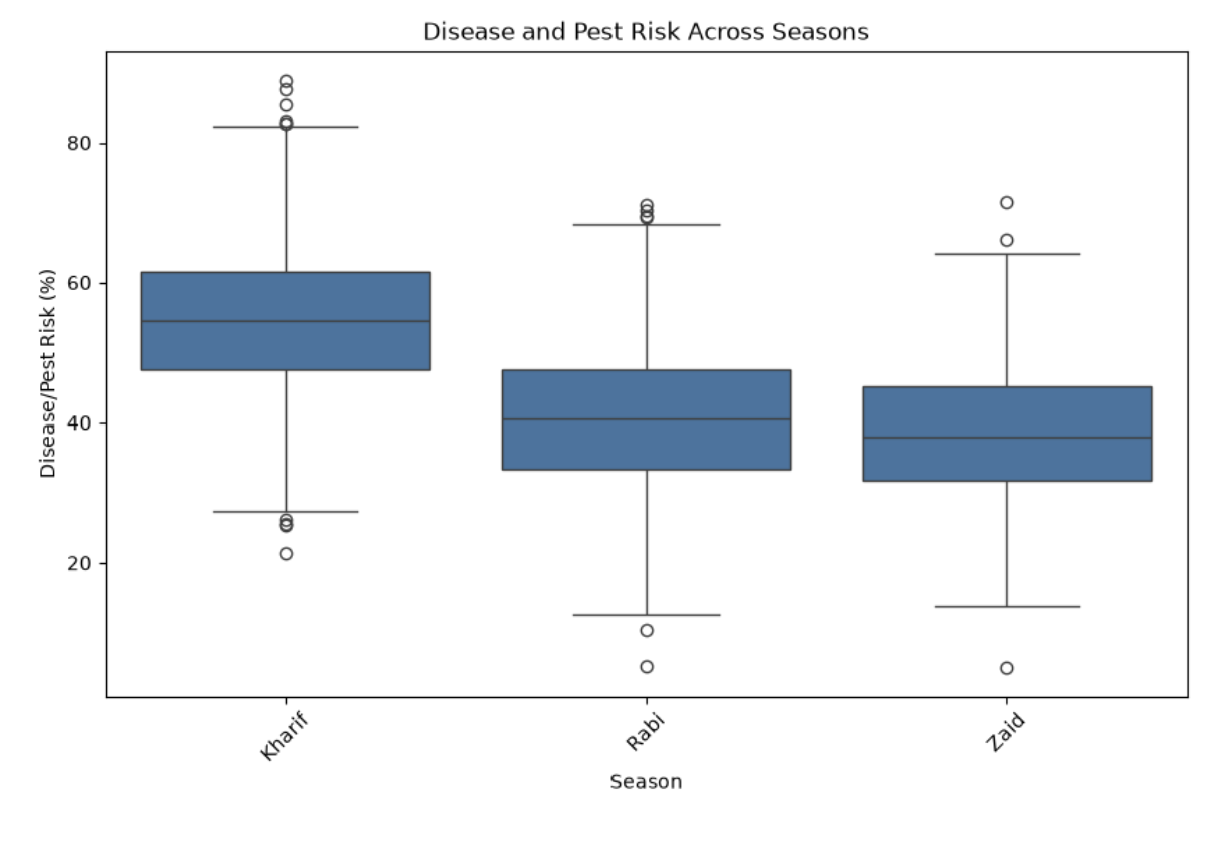 Disease and Pest Risk Across Seasons
Disease/Pest Risk (%)
80
60
40
20
Kharif
Rabi
Zaid
Season